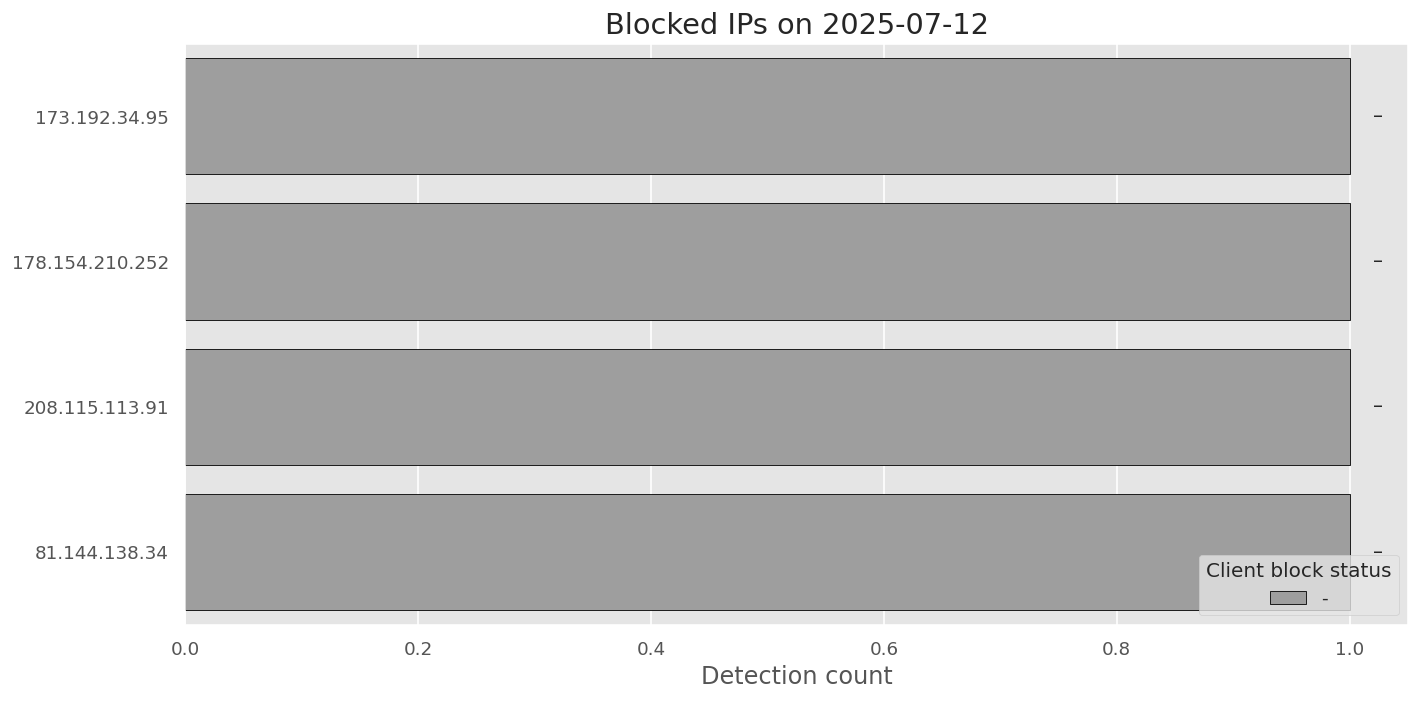 Blocked IPs on 2025-07-12
173.192.34.95
–
178.154.210.252
–
208.115.113.91
–
81.144.138.34
–
Client block status
-
0.0 0.2 0.4 0.6 0.8 1.0
Detection count